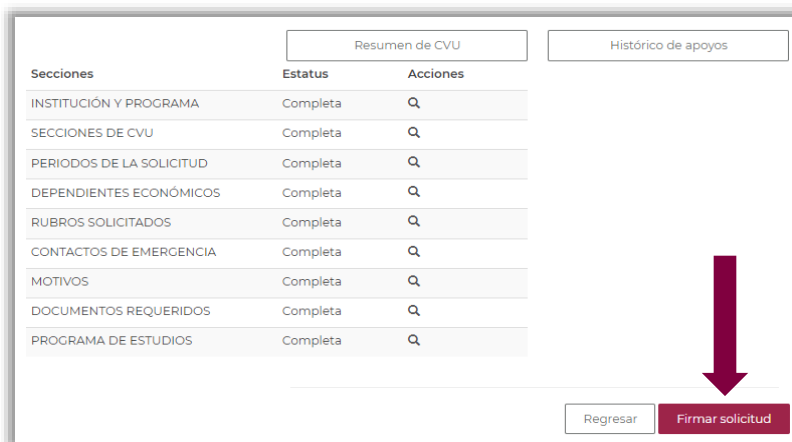 Resumen de CVU Histórico de apoyos
Secciones Estatus Acciones
INSTITUCIÓN Y PROGRAMA Completa
SECCIONES DE CVU Completa
PERIODOS DE LA SOLICITUD Completa
DEPENDIENTES ECONÓMICOS Completa
RUBROS SOLICITADOS Completa
CONTACTOS DE EMERGENCIA Completa
MOTIVOS Completa
DOCUMENTOS REQUERIDOS Completa
PROGRAMA DE ESTUDIOS Completa
Regresar Firmar solicitud